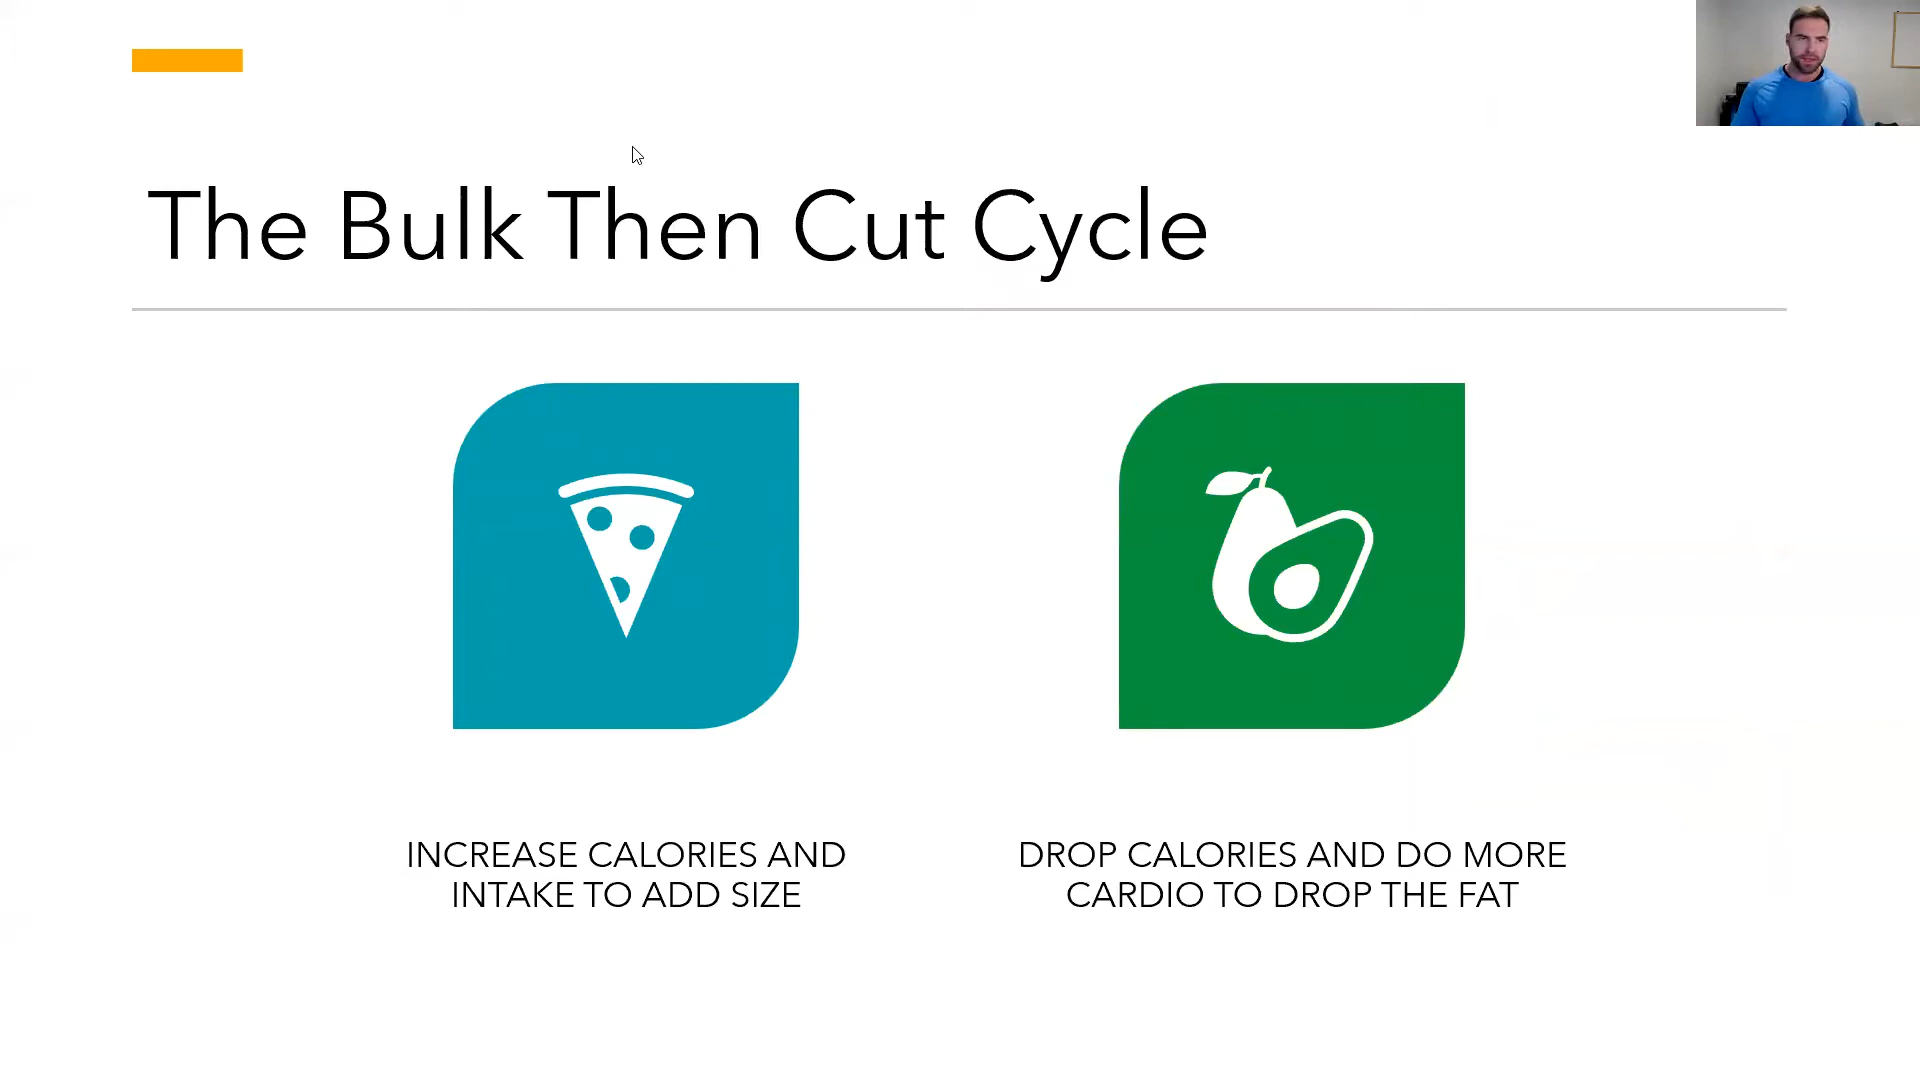 The Bulk Then Cut Cycle
INCREASE CALORIES AND
INTAKE TO ADD SIZE
DROP CALORIES AND DO MORE
CARDIO TO DROP THE FAT